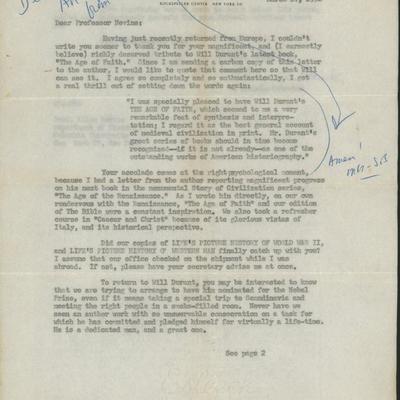 ROCKEFELLER CENTER NEW YORK 20
Dear Professor Nevins:
Having just recently returned from Europe, I couldn't
write you sooner to thank you for your magnificent, and (I earnestly
believe) richly deserved tribute to Will Durant's latest book,
"The Age of Faith." Since I am sending a carbon copy of this letter
to the author, I would like to quote that comment here so that Will
can see it. I agree so completely and so enthusiastically, I got
a real thrill out of setting down the words again:
"I was specially pleased to have Will Durant's
THE AGE OF FAITH, which seemed to me a very
remarkable feat of synthesis and interpre-
tation; I regard it as the best general account
of medieval civilization in print. Mr. Durant's
great series of books should in time become
recognized—if it is not already—as one of the
outstanding works of American historiography."
Amen!
Your accolade comes at the right psychological moment,
because I had a letter from the author reporting magnificent progress
on his next book in the monumental Story of Civilization series,
"The Age of the Renaissance." As I wrote him directly, on our own
rendezvous with the Renaissance, "The Age of Faith" and our edition
of The Bible were a constant inspiration. We also took a refresher
course in "Caesar and Christ" because of its glorious vistas of
Italy, and its historical perspective.
Did our copies of LIFE'S PICTURE HISTORY OF WORLD WAR II,
and LIFE'S PICTURE HISTORY OF WESTERN MAN finally catch up with you?
I assume that our office checked on the shipment while I was
abroad. If not, please have your secretary advise me at once.
To return to Will Durant, you may be interested to know
that we are trying to arrange to have him nominated for the Nobel
Prize, even if it means taking a special trip to Scandinavia and
meeting the right people in a smoke-filled room. Never have we
seen an author work with so unmovable consecration on a task for
which he has committed and pledged himself for virtually a life-time.
He is a dedicated man, and a great one.
See page 2